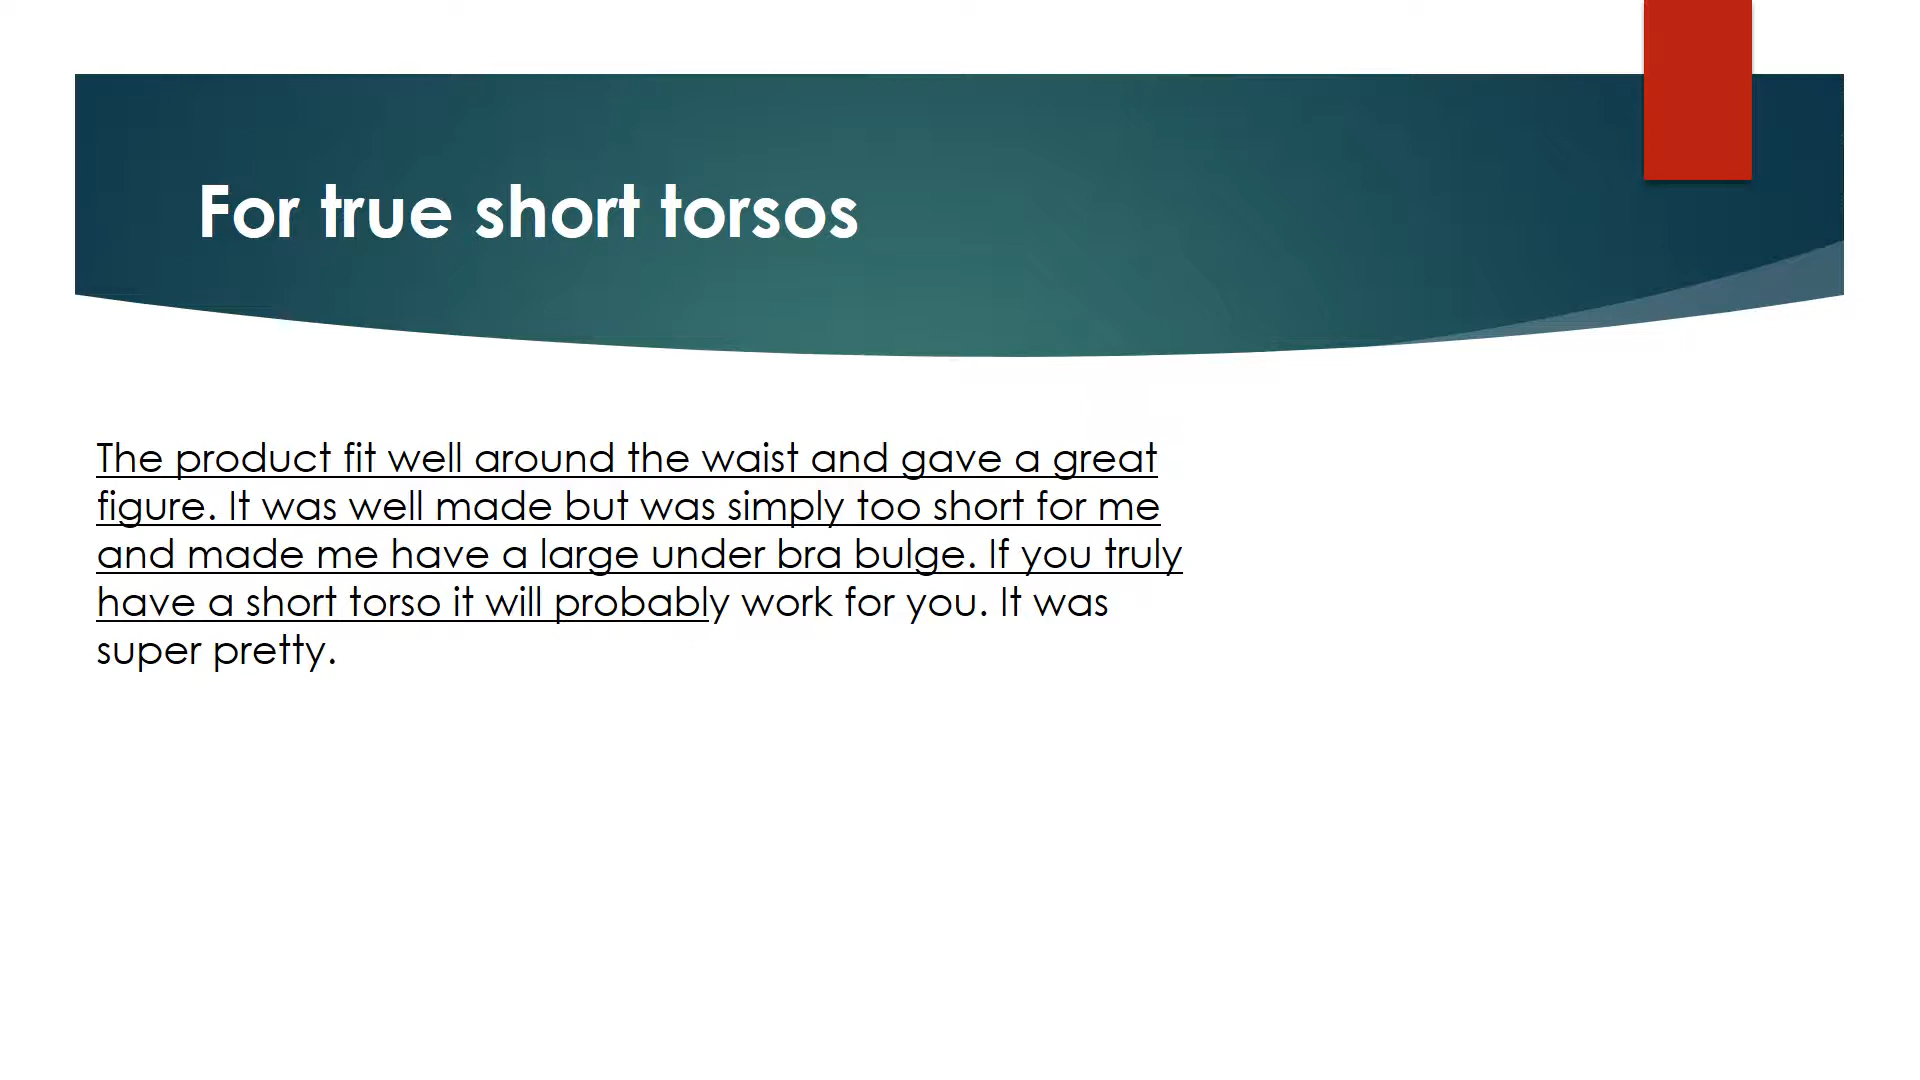 For true short torsos
The product fit well around the waist and gave a great
figure. It was well made but was simply too short for me
and made me have a large under bra bulge. If you truly
have a short torso it will probably work for you. It was
super pretty.